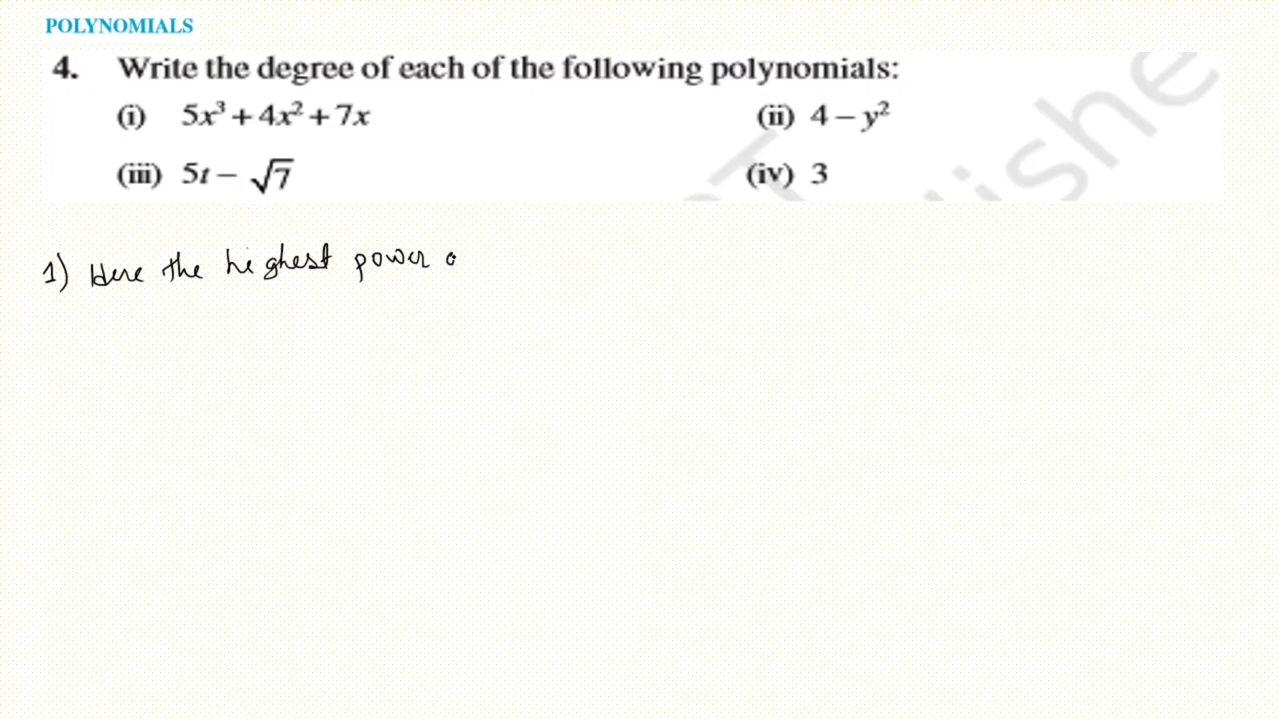 POLYNOMIALS
4. Write the degree of each of the following polynomials:
(i) 5x³ + 4x² + 7x (ii) 4 – y²
(iii) 5t – √7 (iv) 3
1) Here the highest power o